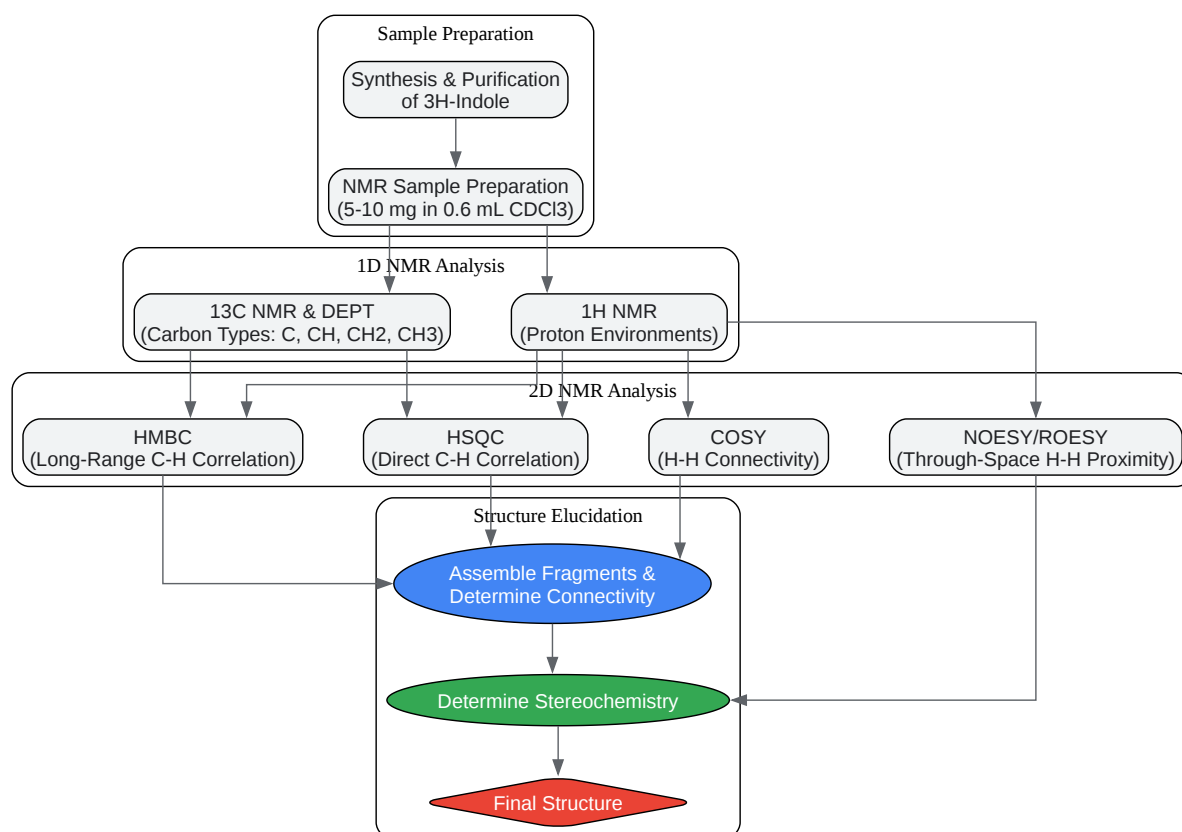 Sample Preparation
Synthesis & Purification
of 3H-Indole
NMR Sample Preparation
(5-10 mg in 0.6 mL CDCl3)
1D NMR Analysis
13C NMR & DEPT
(Carbon Types: C, CH, CH2, CH3)
1H NMR
(Proton Environments)
2D NMR Analysis
HMBC
(Long-Range C-H Correlation)
HSQC
(Direct C-H Correlation)
COSY
(H-H Connectivity)
NOESY/ROESY
(Through-Space H-H Proximity)
Structure Elucidation
Assemble Fragments &
Determine Connectivity
Determine Stereochemistry
Final Structure